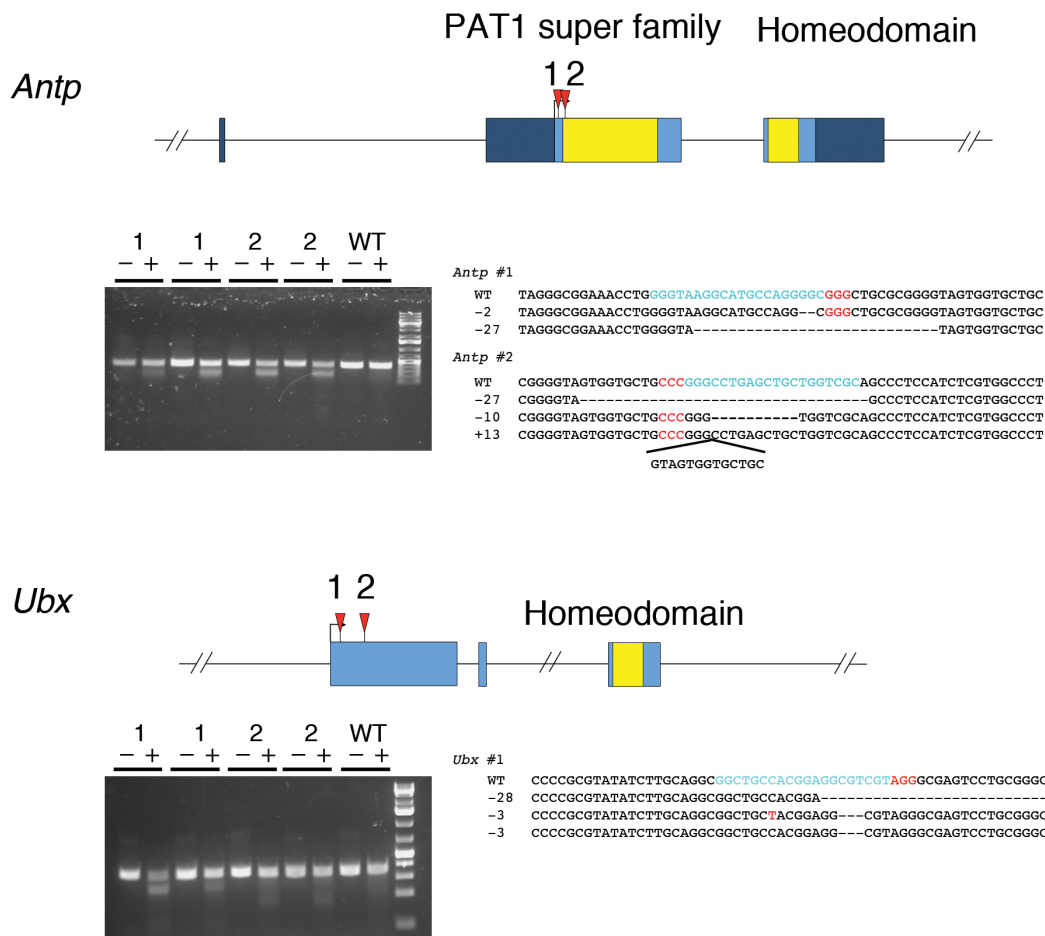 PAT1 super family Homeodomain
1 2
Antp
1 1 2 2 WT
− + − + − + − + − +
Antp #1
WT TAGGGCGGAAACCTGGGGTAAGGCATGCCAGGGGCGGGCTGCGCGGGGTAGTGGTGCTGC
−2 TAGGGCGGAAACCTGGGGTAAGGCATGCCAGG--CGGGCTGCGCGGGGTAGTGGTGCTGC
−27 TAGGGCGGAAACCTGGGGTA----------------------------TAGTGGTGCTGC
Antp #2
WT CGGGGTAGTGGTGCTGCCCGGGCCTGAGCTGCTGGTCGCAGCCCTCCATCTCGTGGCCCT
−27 CGGGGTA---------------------------------GCCCTCCATCTCGTGGCCCT
−10 CGGGGTAGTGGTGCTGCCCGGG----------TGGTCGCAGCCCTCCATCTCGTGGCCCT
+13 CGGGGTAGTGGTGCTGCCCGGGCCTGAGCTGCTGGTCGCAGCCCTCCATCTCGTGGCCCT
GTAGTGGTGCTGC
Ubx
1 2
Homeodomain
1 1 2 2 WT
− + − + − + − + − +
Ubx #1
WT CCCCGCGTATATCTTGCAGGCGGCTGCCACGGAGGCGTCGTAGGGCGAGTCCTGCGGGC
−28 CCCCGCGTATATCTTGCAGGCGGCTGCCACGGA--------------------------
−3 CCCCGCGTATATCTTGCAGGCGGCTGCTACGGAGG---CGTAGGGCGAGTCCTGCGGGC
−3 CCCCGCGTATATCTTGCAGGCGGCTGCCACGGAGG---CGTAGGGCGAGTCCTGCGGGC